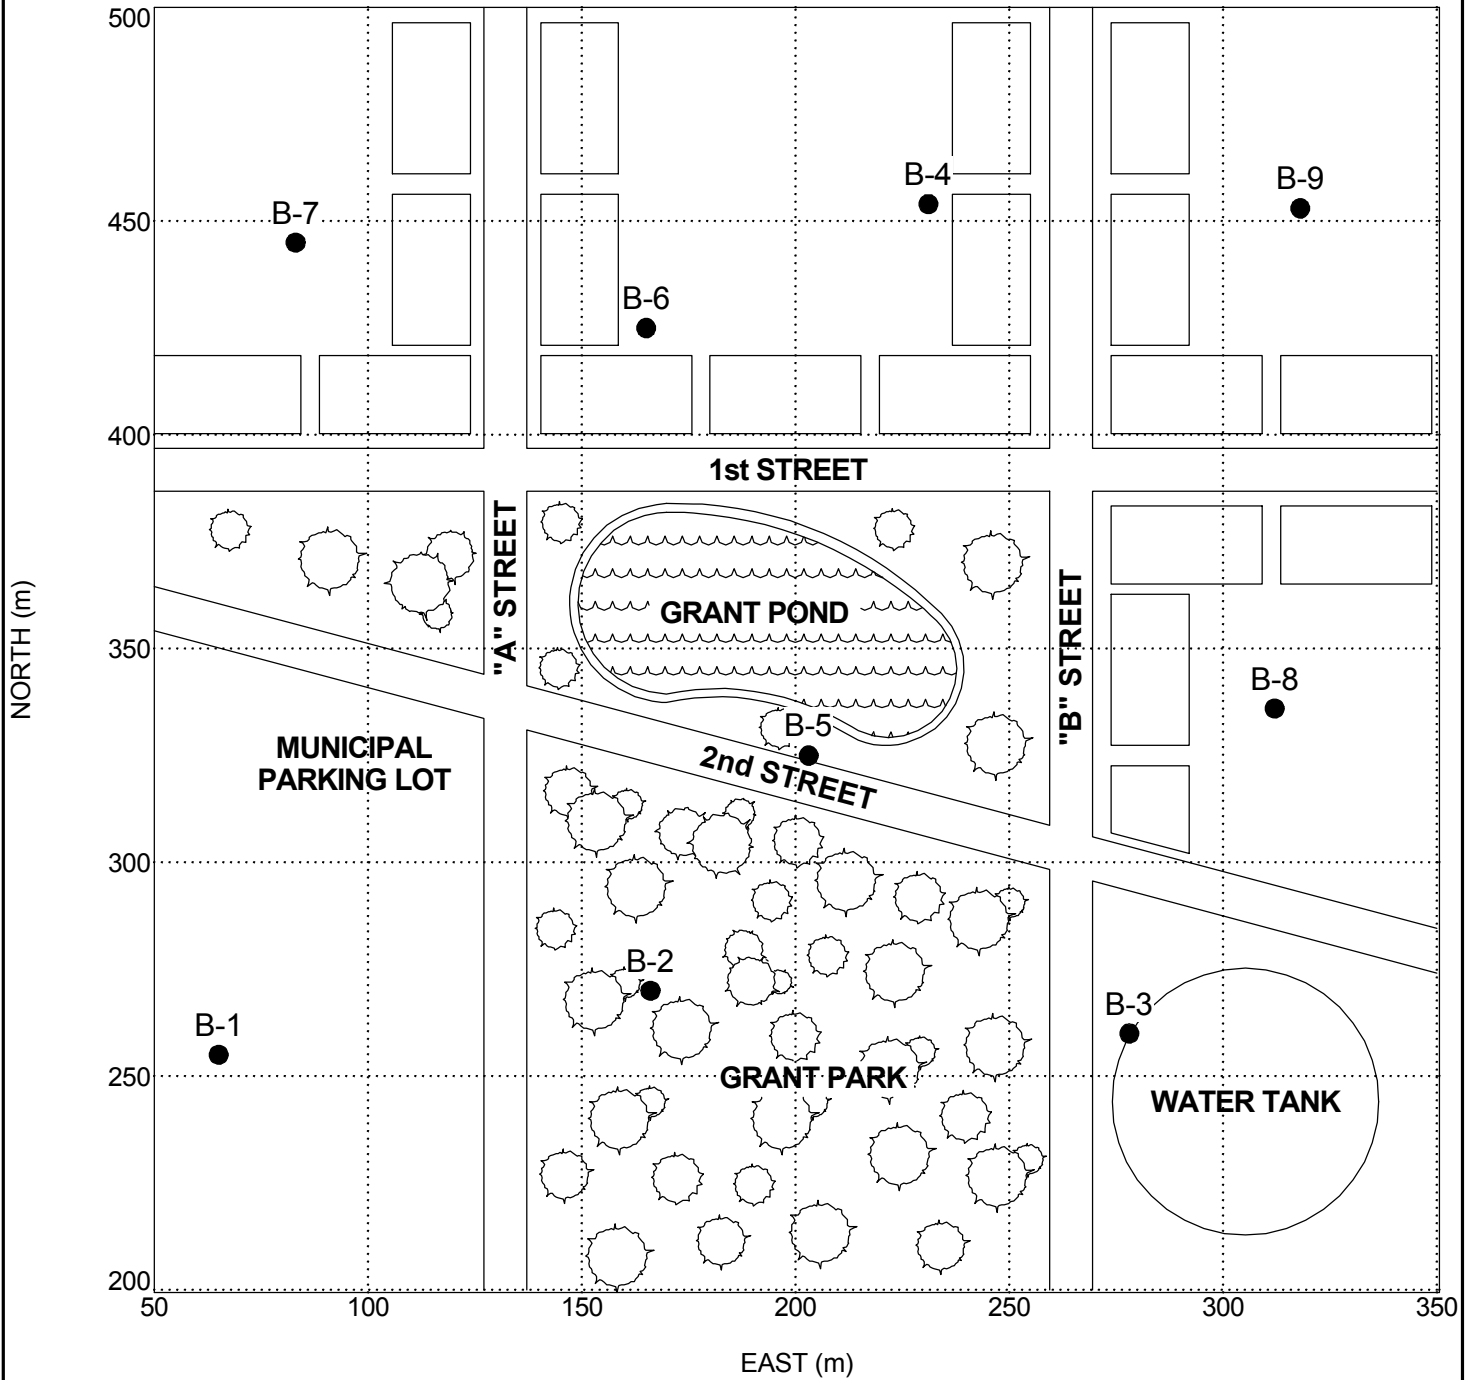 500
B-4
B-9
B-7
450
B-6
400
1st STREET
"A" STREET
GRANT POND
"B" STREET
350
NORTH (m)
B-8
B-5
MUNICIPAL
PARKING LOT
2nd STREET
300
B-2
B-3
B-1
250
GRANT PARK
WATER TANK
200
50 100 150 200 250 300 350
EAST (m)